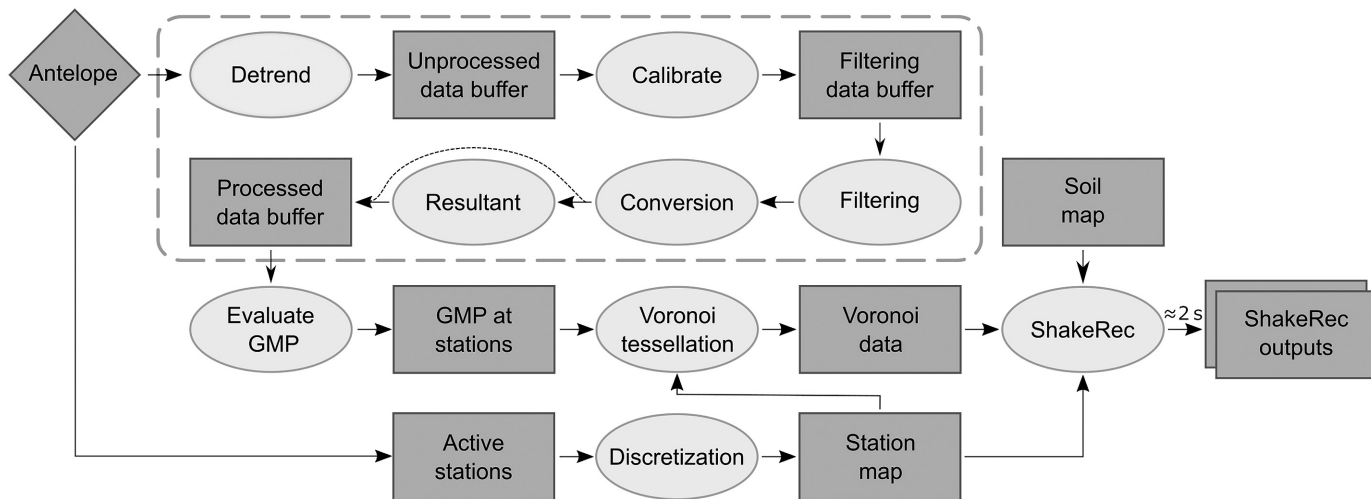 Antelope
Detrend
Unprocessed
data buffer
Calibrate
Filtering
data buffer
Processed
data buffer
Resultant
Conversion
Filtering
Soil
map
Evaluate
GMP
GMP at
stations
Voronoi
tessellation
Voronoi
data
ShakeRec
≈2 s
ShakeRec
outputs
Active
stations
Discretization
Station
map